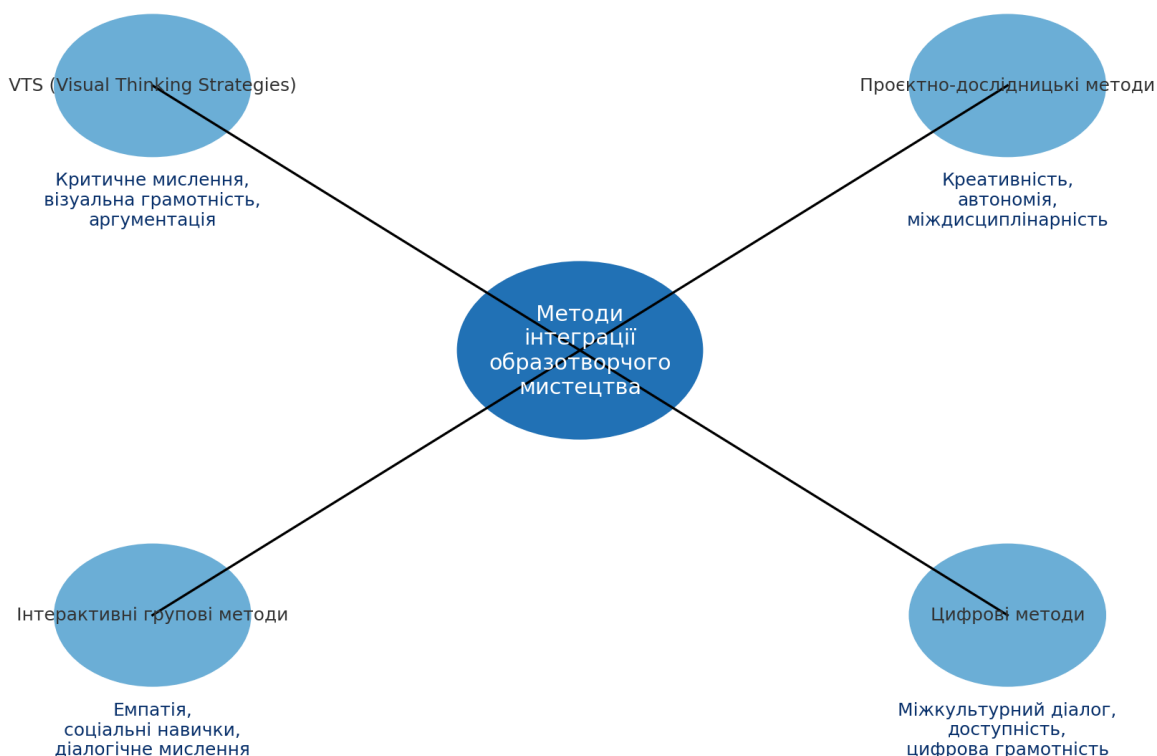 VTS (Visual Thinking Strategies)
Критичне мислення,
візуальна грамотність,
аргументація
Проєктно-дослідницькі методи
Креативність,
автономія,
міждисциплінарність
Методи
інтеграції
образотворчого
мистецтва
Інтерактивні групові методи
Емпатія,
соціальні навички,
діалогічне мислення
Цифрові методи
Міжкультурний діалог,
доступність,
цифрова грамотність